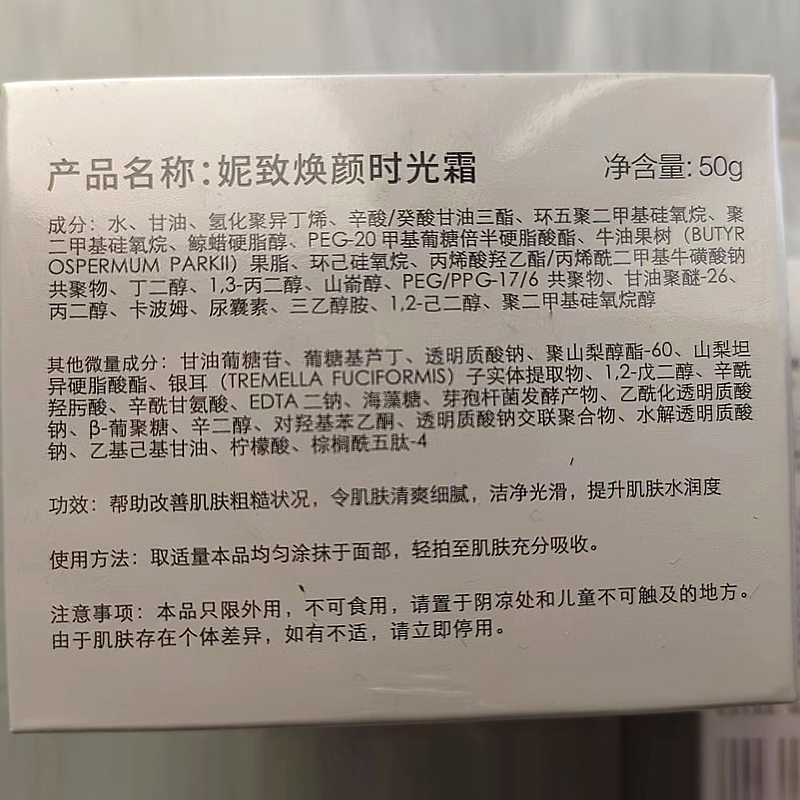 产品名称：妮致焕颜时光霜 净含量：50g
成分：水、甘油、氢化聚异丁烯、辛酸/癸酸甘油三酯、环五聚二甲基硅氧烷、聚
二甲基硅氧烷、鲸蜡硬脂醇、PEG-20 甲基葡糖倍半硬脂酸酯、牛油果树（BUTYR
OSPERMUM PARKII）果脂、环己硅氧烷、丙烯酸羟乙酯/丙烯酰二甲基牛磺酸钠
共聚物、丁二醇、1,3-丙二醇、山嵛醇、PEG/PPG-17/6 共聚物、甘油聚醚-26、
丙二醇、卡波姆、尿囊素、三乙醇胺、1,2-己二醇、聚二甲基硅氧烷醇
其他微量成分：甘油葡糖苷、葡糖基芦丁、透明质酸钠、聚山梨醇酯-60、山梨坦
异硬脂酸酯、银耳（TREMELLA FUCIFORMIS）子实体提取物、1,2-戊二醇、辛酰
羟肟酸、辛酰甘氨酸、EDTA 二钠、海藻糖、芽孢杆菌发酵产物、乙酰化透明质酸
钠、β-葡聚糖、辛二醇、对羟基苯乙酮、透明质酸钠交联聚合物、水解透明质酸
钠、乙基己基甘油、柠檬酸、棕榈酰五肽-4
功效：帮助改善肌肤粗糙状况，令肌肤清爽细腻，洁净光滑，提升肌肤水润度
使用方法：取适量本品均匀涂抹于面部，轻拍至肌肤充分吸收。
注意事项：本品只限外用，不可食用，请置于阴凉处和儿童不可触及的地方。
由于肌肤存在个体差异，如有不适，请立即停用。